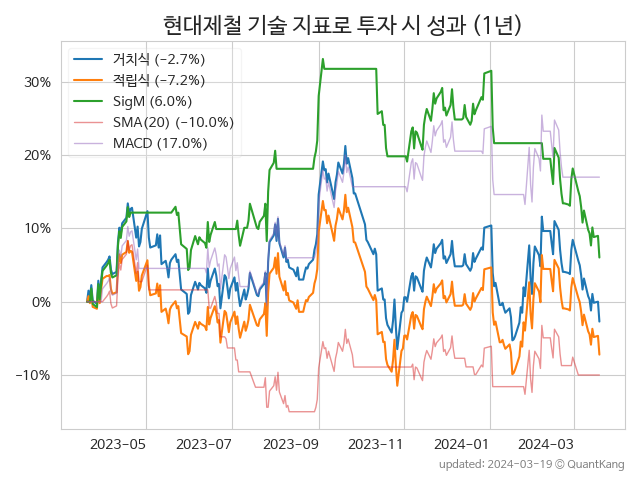 현대제철 기술 지표로 투자 시 성과 (1년)
거치식 (−2.7%)
적립식 (−7.2%)
SigM (6.0%)
SMA(20) (−10.0%)
MACD (17.0%)
30%
20%
10%
0%
−10%
2023-05 2023-07 2023-09 2023-11 2024-01 2024-03
updated: 2024-03-19 © QuantKang